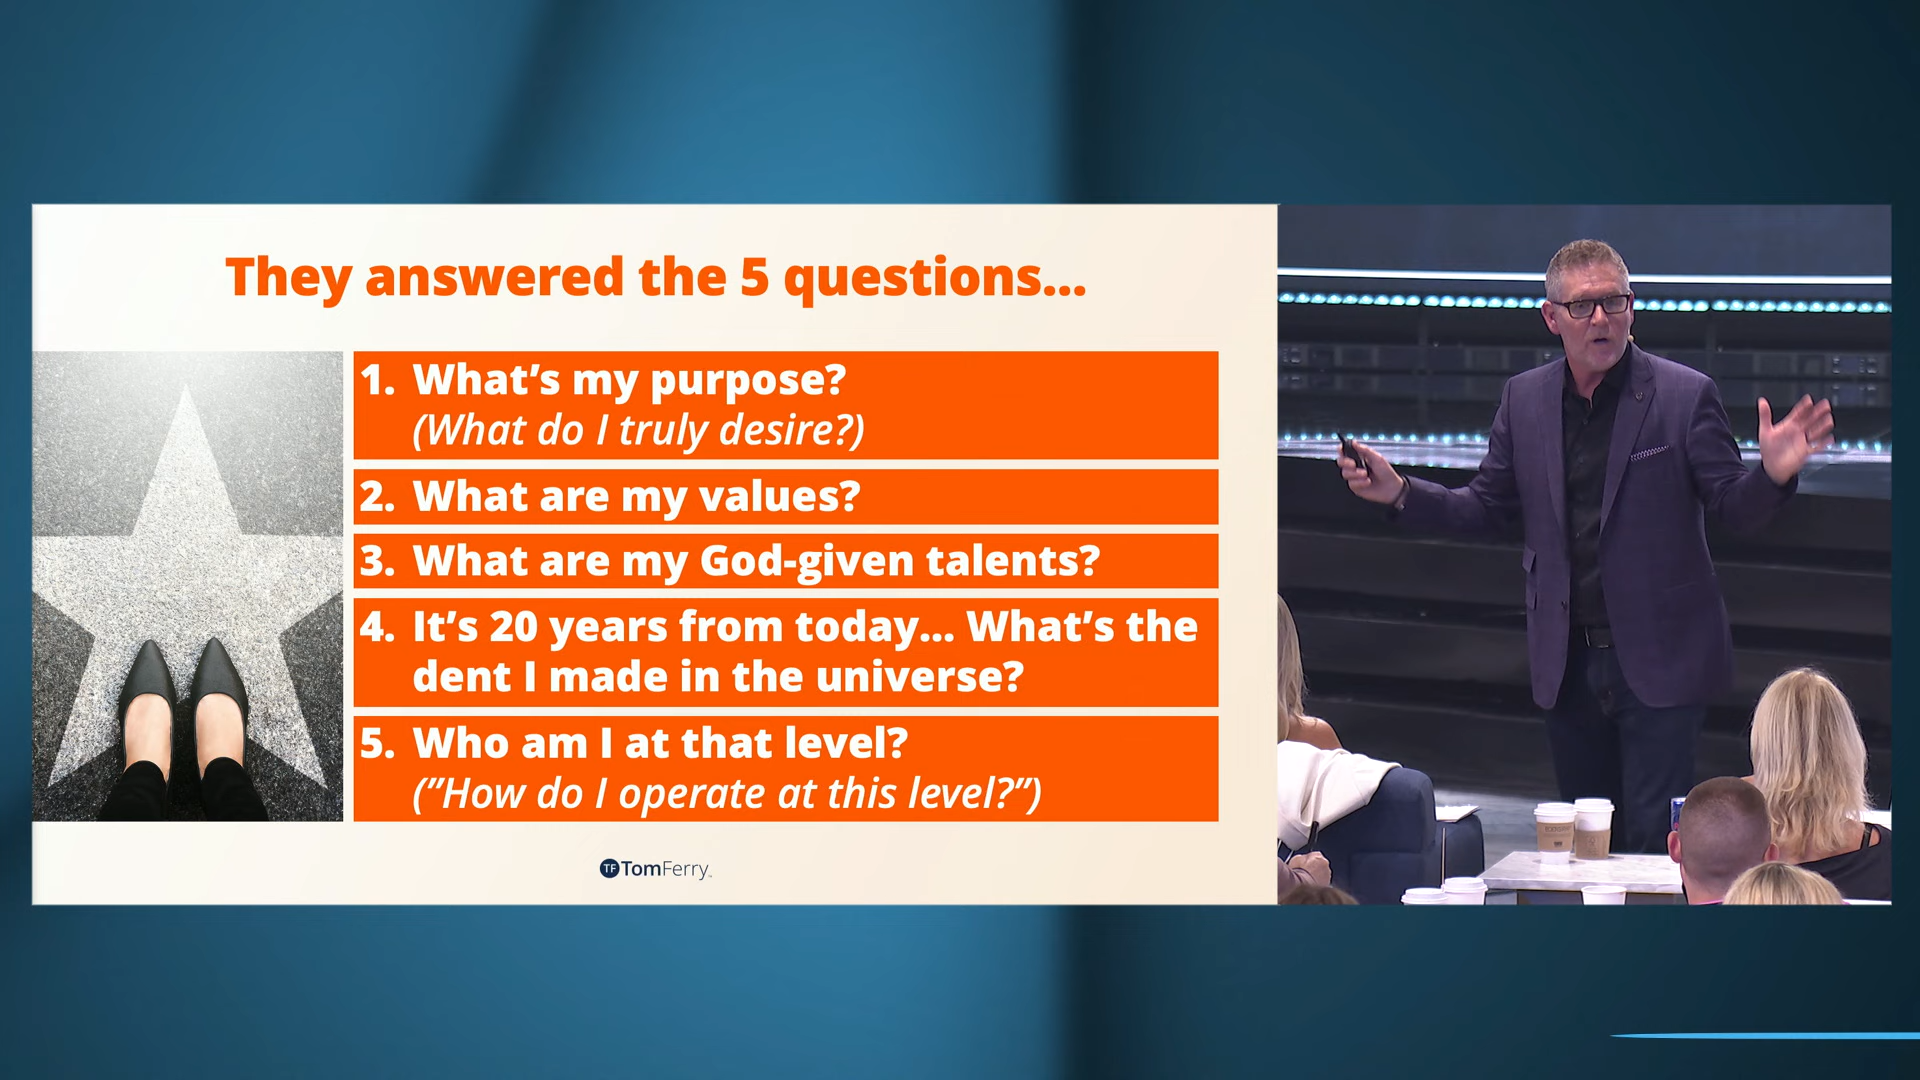 They answered the 5 questions...
1. What's my purpose?
(What do I truly desire?)
2. What are my values?
3. What are my God-given talents?
4. It's 20 years from today... What's the
dent I made in the universe?
5. Who am I at that level?
("How do I operate at this level?")
TF TomFerry